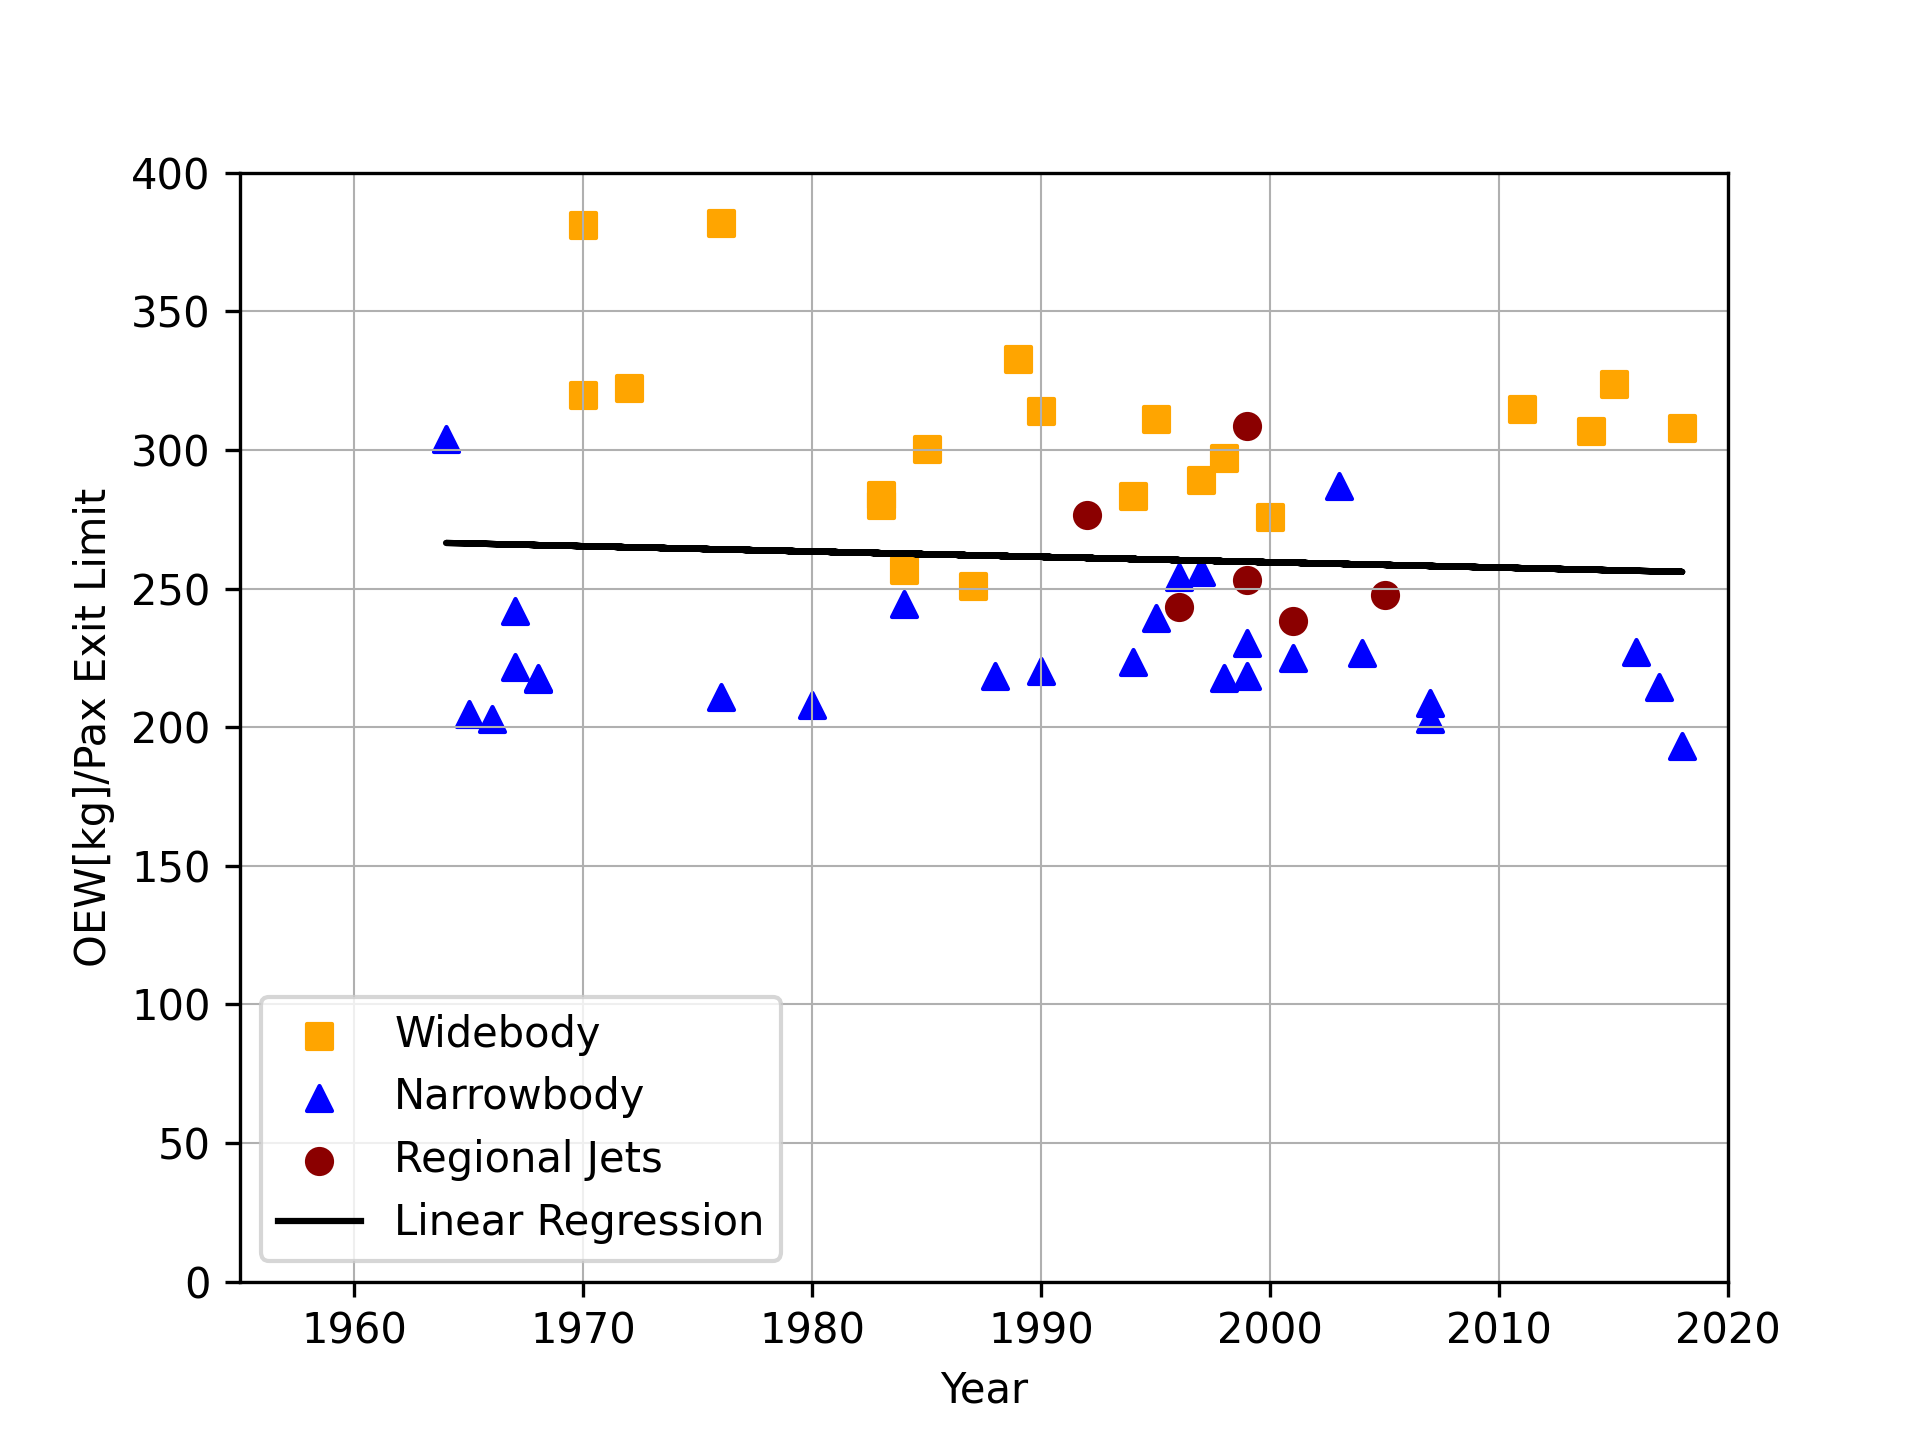 400
350
300
250
200
150
100
50
0
OEW[kg]/Pax Exit Limit
Widebody
Narrowbody
Regional Jets
Linear Regression
1960 1970 1980 1990 2000 2010 2020
Year